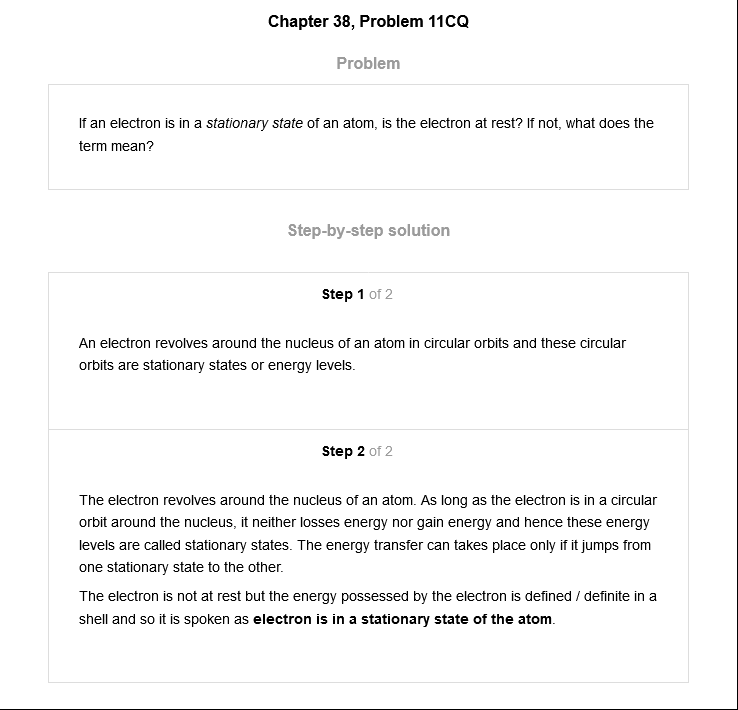 Chapter 38, Problem 11CQ
Problem
If an electron is in a stationary state of an atom, is the electron at rest? If not, what does the
term mean?
Step-by-step solution
Step 1 of 2
An electron revolves around the nucleus of an atom in circular orbits and these circular
orbits are stationary states or energy levels.
Step 2 of 2
The electron revolves around the nucleus of an atom. As long as the electron is in a circular
orbit around the nucleus, it neither losses energy nor gain energy and hence these energy
levels are called stationary states. The energy transfer can takes place only if it jumps from
one stationary state to the other.
The electron is not at rest but the energy possessed by the electron is defined / definite in a
shell and so it is spoken as electron is in a stationary state of the atom.